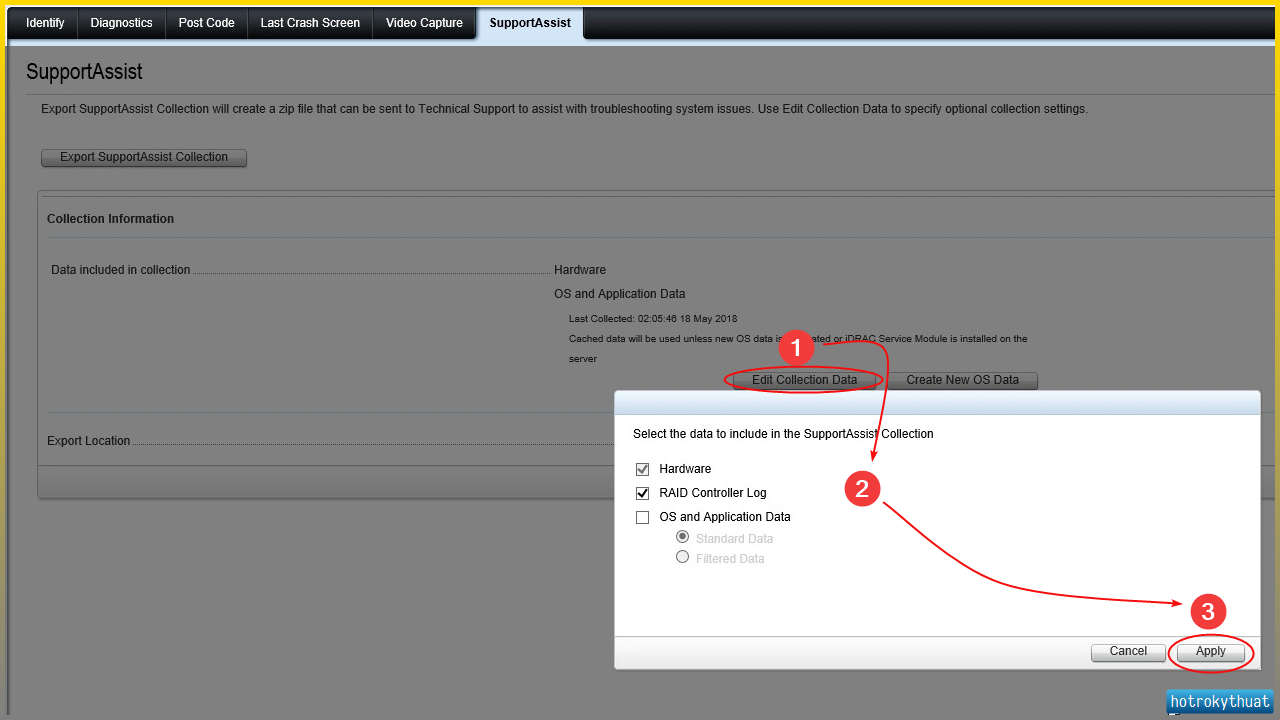 Identify
Diagnostics
Post Code
Last Crash Screen
Video Capture
SupportAssist
SupportAssist
Export SupportAssist Collection will create a zip file that can be sent to Technical Support to assist with troubleshooting system issues. Use Edit Collection Data to specify optional collection settings.
Export SupportAssist Collection
Collection Information
Data included in collection
Hardware
OS and Application Data
Last Collected: 02:05:46 18 May 2018
Cached data will be used unless new OS data is ated or iDRAC Service Module is installed on the
server
1
Edit Collection Data
Create New OS Data
Export Location
Select the data to include in the SupportAssist Collection
Hardware
RAID Controller Log
2
OS and Application Data
Standard Data
Filtered Data
3
Cancel
Apply
hotrokythuat